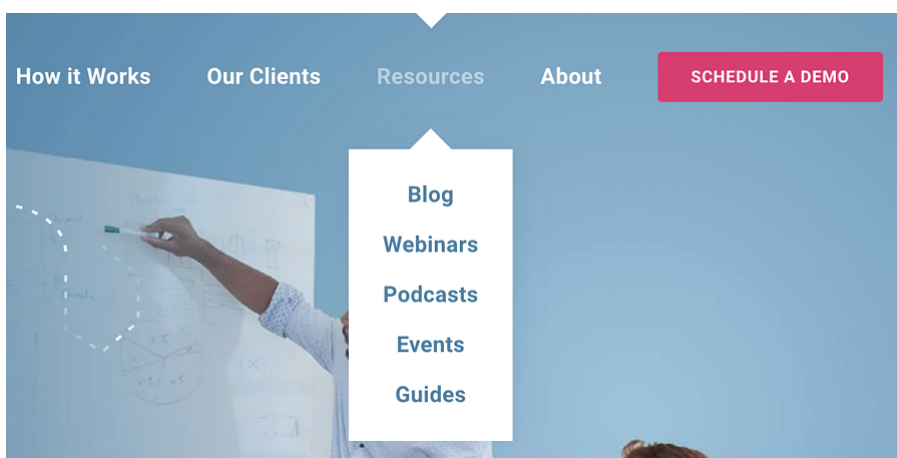 How it Works
Our Clients
Resources
About
SCHEDULE A DEMO
Blog
Webinars
Podcasts
Events
Guides